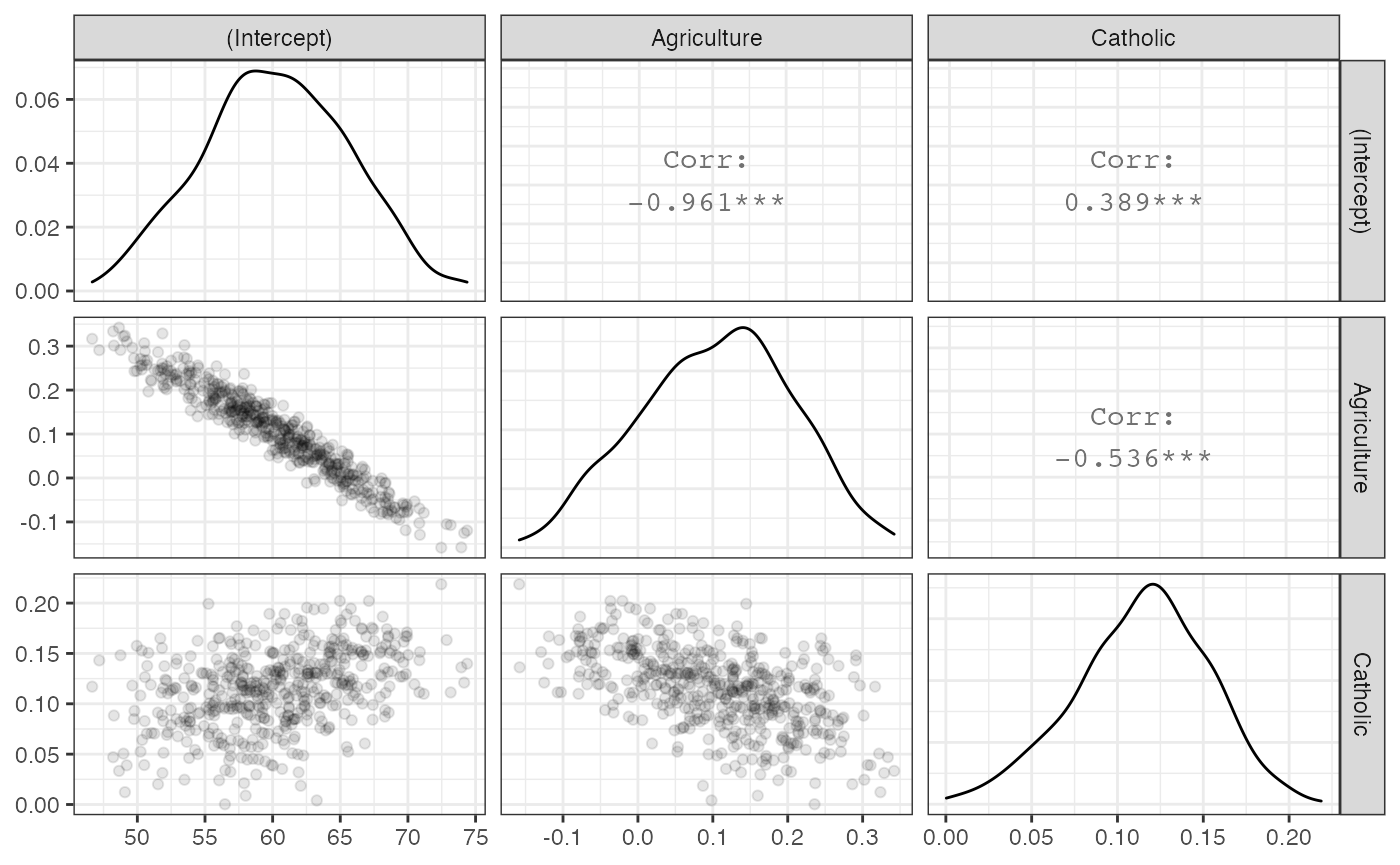 (Intercept)
Agriculture
Catholic
0.06
0.04
0.02
0.00
Corr:
−0.961***
Corr:
0.389***
(Intercept)
0.3
0.2
0.1
0.0
-0.1
Corr:
−0.536***
Agriculture
0.20
0.15
0.10
0.05
0.00
Catholic
50 55 60 65 70 75
-0.1 0.0 0.1 0.2 0.3
0.00 0.05 0.10 0.15 0.20